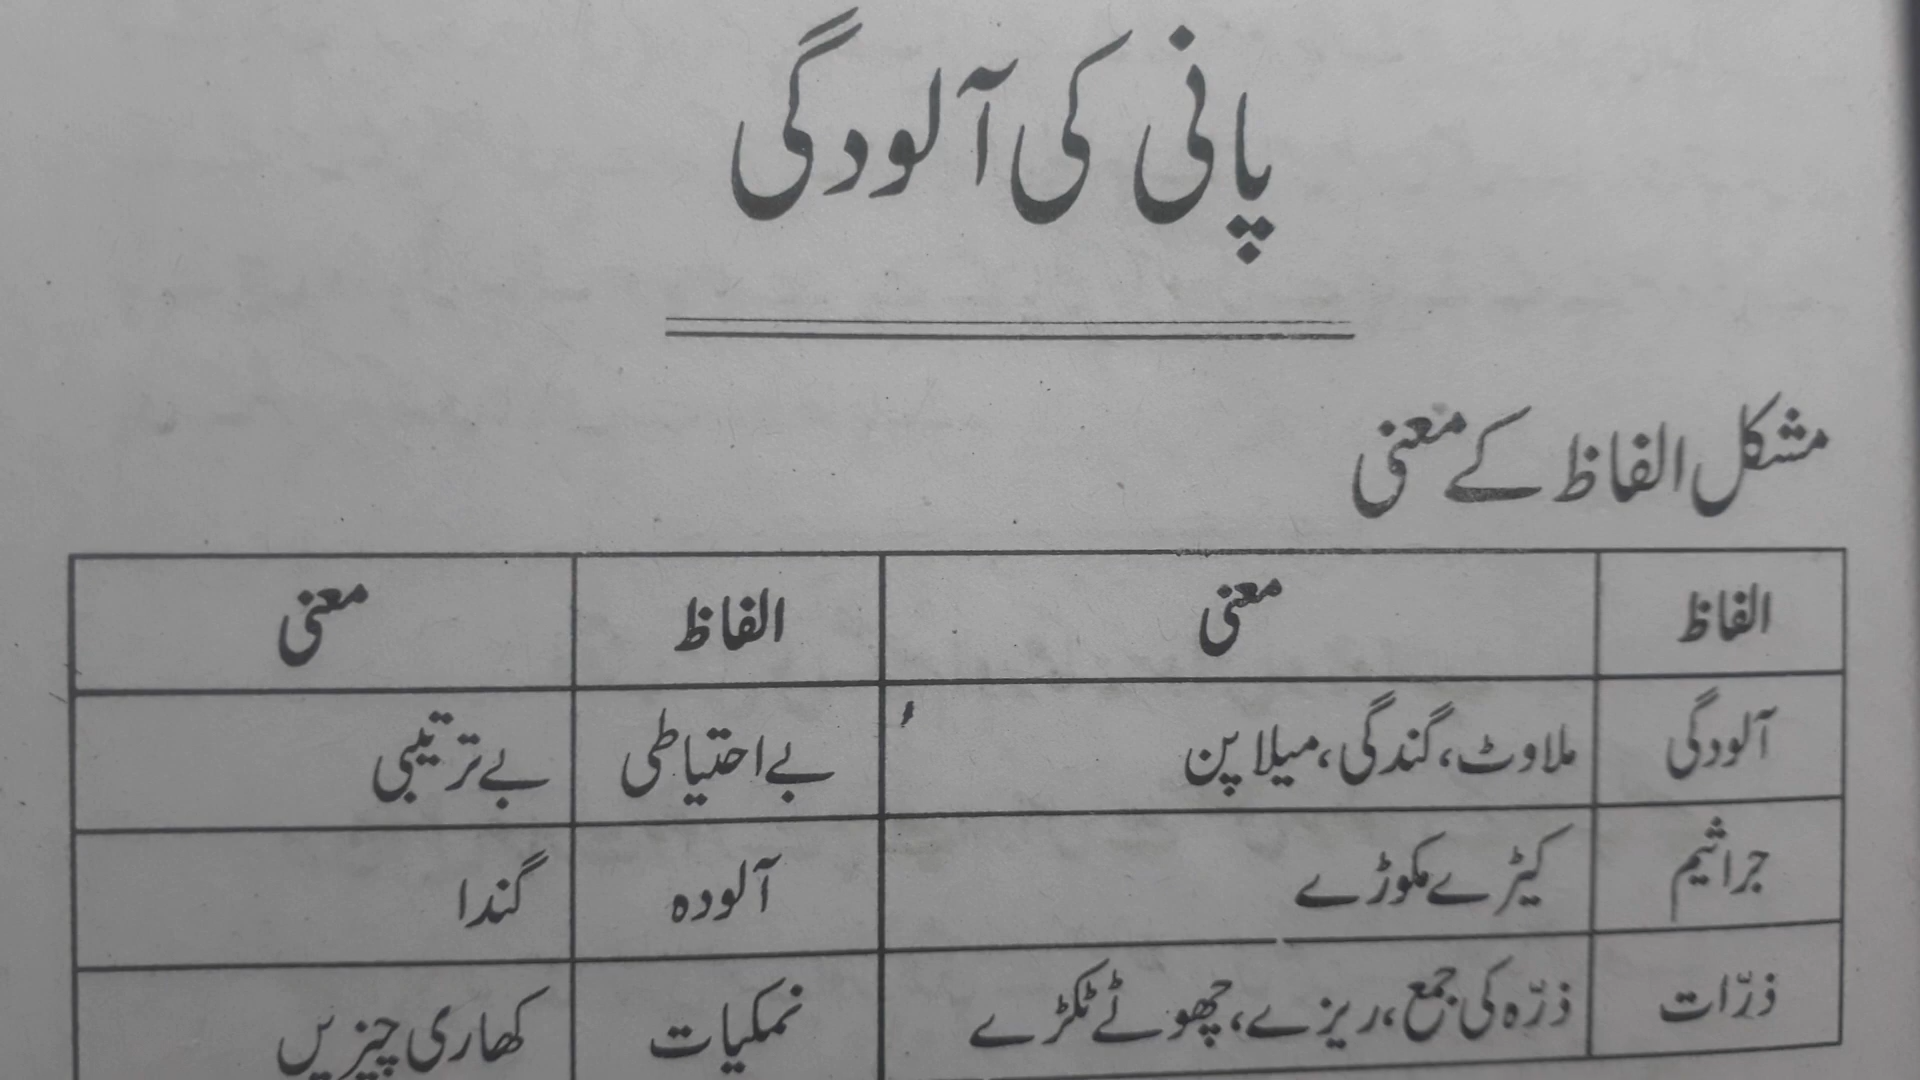 پانی کی آلودگی
مشکل الفاظ کے معنی
الفاظ معنی الفاظ معنی
آلودگی ملاوٹ، گندگی، میلا پن بے احتیاطی بے ترتیبی
جراثیم کیڑے مکوڑے آلودہ گندا
ذرّات ذرّہ کی جمع، ریزے، چھوٹے ٹکڑے نمکیات کھاری چیزیں